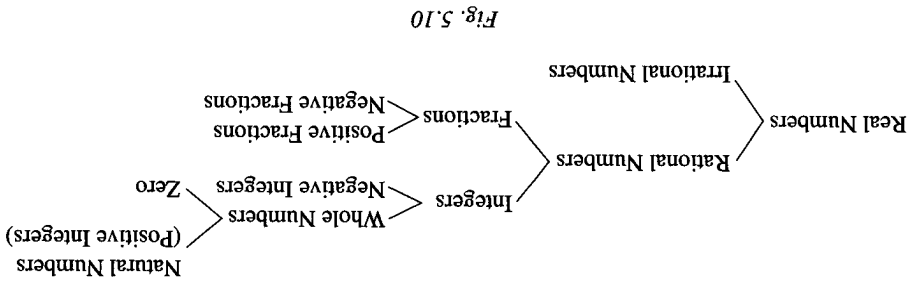 Natural Numbers
(Positive Integers)
Whole Numbers
Integers
Negative Integers
Zero
Rational Numbers
Positive Fractions
Real Numbers
Fractions
Negative Fractions
Irrational Numbers
Fig. 5.10